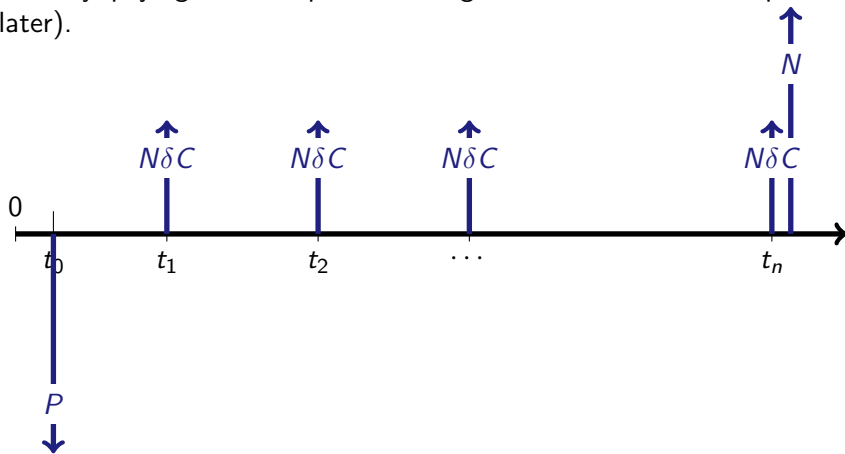 later).
N
NδC NδC NδC NδC
0
t₀ t₁ t₂ ⋯ tₙ
P